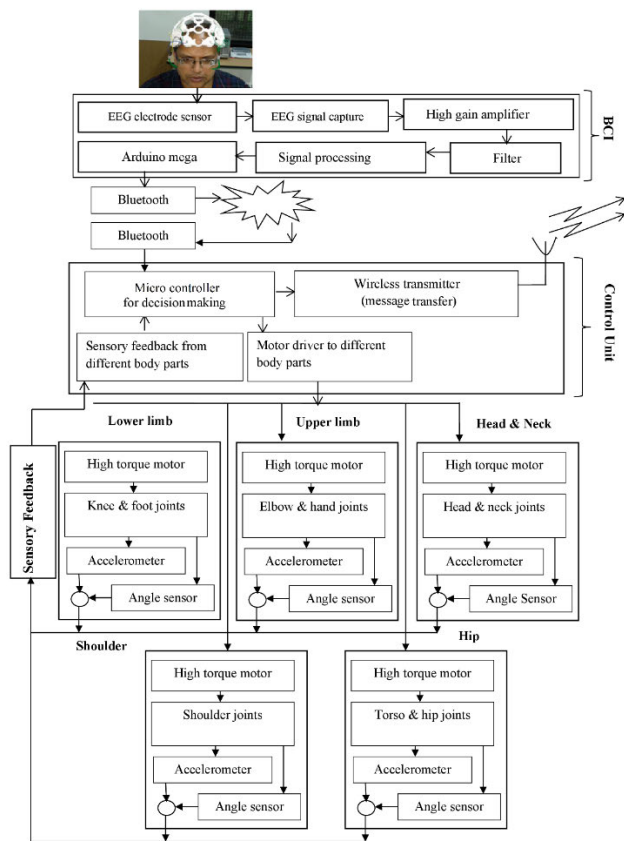 EEG electrode sensor
EEG signal capture
High gain amplifier
BCI
Arduino mega
Signal processing
Filter
Bluetooth
Bluetooth
Micro controller
for decision making
Wireless transmitter
(message transfer)
Control Unit
Sensory feedback from
different body parts
Motor driver to different
body parts
Lower limb
Upper limb
Head & Neck
Sensory Feedback
High torque motor
Knee & foot joints
Accelerometer
Angle sensor
High torque motor
Elbow & hand joints
Accelerometer
Angle sensor
High torque motor
Head & neck joints
Accelerometer
Angle Sensor
Shoulder
Hip
High torque motor
Shoulder joints
Accelerometer
Angle sensor
High torque motor
Torso & hip joints
Accelerometer
Angle sensor